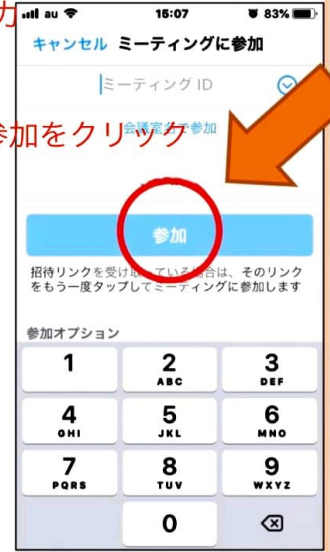 カ
au 15:07 83%
キャンセル ミーティングに参加
ミーティング ID
会議室名で参加
参加をクリック
参加
招待リンクを受け取っている場合は、そのリンク
をもう一度タップしてミーティングに参加します
参加オプション
1 2 3
ABC DEF
4 5 6
GHI JKL MNO
7 8 9
PQRS TUV WXYZ
0